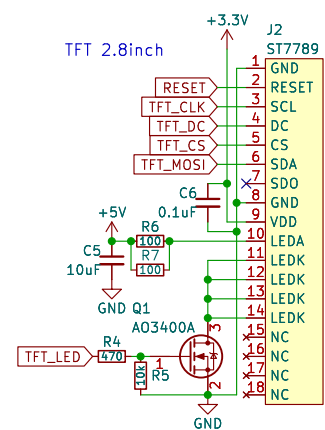 +3.3V
J2
ST7789
TFT 2.8inch
1 GND
RESET 2 RESET
TFT_CLK 3 SCL
TFT_DC 4 DC
TFT_CS 5 CS
TFT_MOSI 6 SDA
7 SDO
C6 8 GND
0.1uF 9 VDD
+5V
R6 10 LEDA
100
C5 R7 11 LEDK
10uF 100
12 LEDK
13 LEDK
GND Q1 14 LEDK
AO3400A 3
15 NC
R4 16 NC
TFT_LED 470 1
10k R5 17 NC
2 18 NC
GND